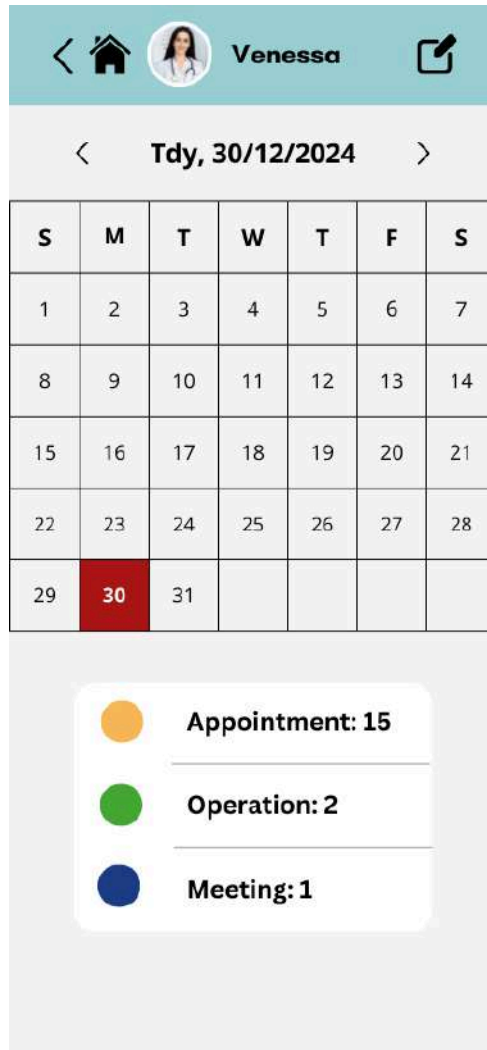 Venessa
Tdy, 30/12/2024
S M T W T F S
1 2 3 4 5 6 7
8 9 10 11 12 13 14
15 16 17 18 19 20 21
22 23 24 25 26 27 28
29 30 31
Appointment: 15
Operation: 2
Meeting: 1